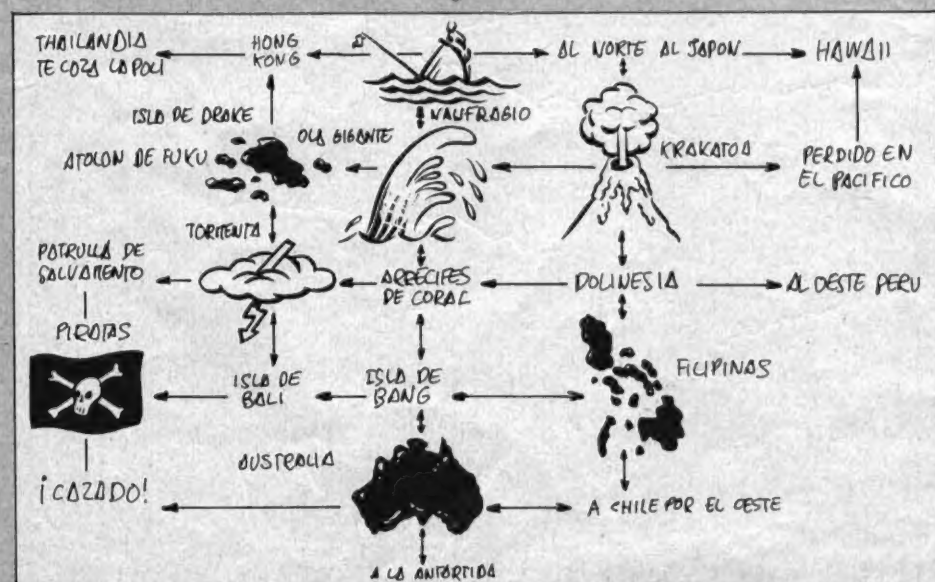 THAILANDIA
TE COZA LA POLI
HONG
KONG
AL NORTE AL JAPON
HAWAII
NAUFRAGIO
ISLA DE DRAKE
OLA GIGANTE
ATOLON DE FUKU
KRAKATOA
PERDIDO EN
EL PACIFICO
TORMENTA
PATRULLA DE
SALVAMENTO
ARRECIFES
DE CORAL
DOLINESIA
AL OESTE PERU
PIRATAS
ISLA DE
BALI
ISLA DE
BANG
FILIPINAS
AUSTRALIA
¡CAZADO!
A CHILE POR EL OESTE
A LA ANTARTIDA